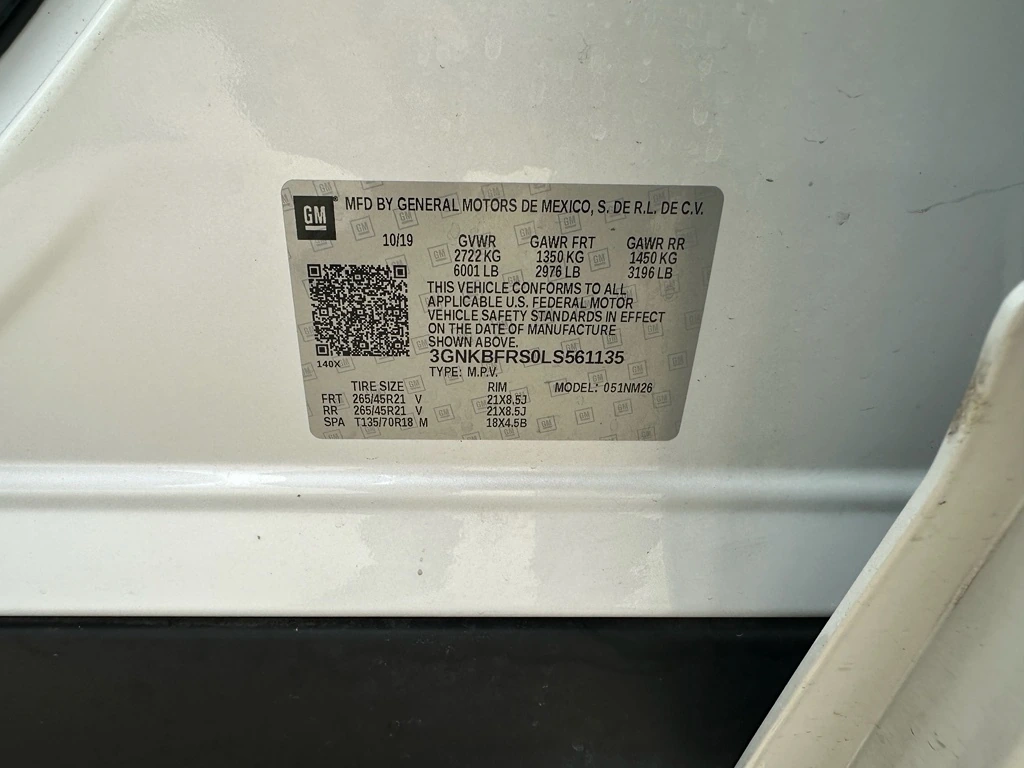 GM ® MFD BY GENERAL MOTORS DE MEXICO, S. DE R.L. DE C.V.
10/19 GVWR GAWR FRT GAWR RR
2722 KG 1350 KG 1450 KG
6001 LB 2976 LB 3196 LB
THIS VEHICLE CONFORMS TO ALL
APPLICABLE U.S. FEDERAL MOTOR
VEHICLE SAFETY STANDARDS IN EFFECT
ON THE DATE OF MANUFACTURE
SHOWN ABOVE.
3GNKBFRS0LS561135
140X
TYPE: M.P.V.
TIRE SIZE RIM MODEL: 051NM26
FRT 265/45R21 V 21X8.5J
RR 265/45R21 V 21X8.5J
SPA T135/70R18 M 18X4.5B